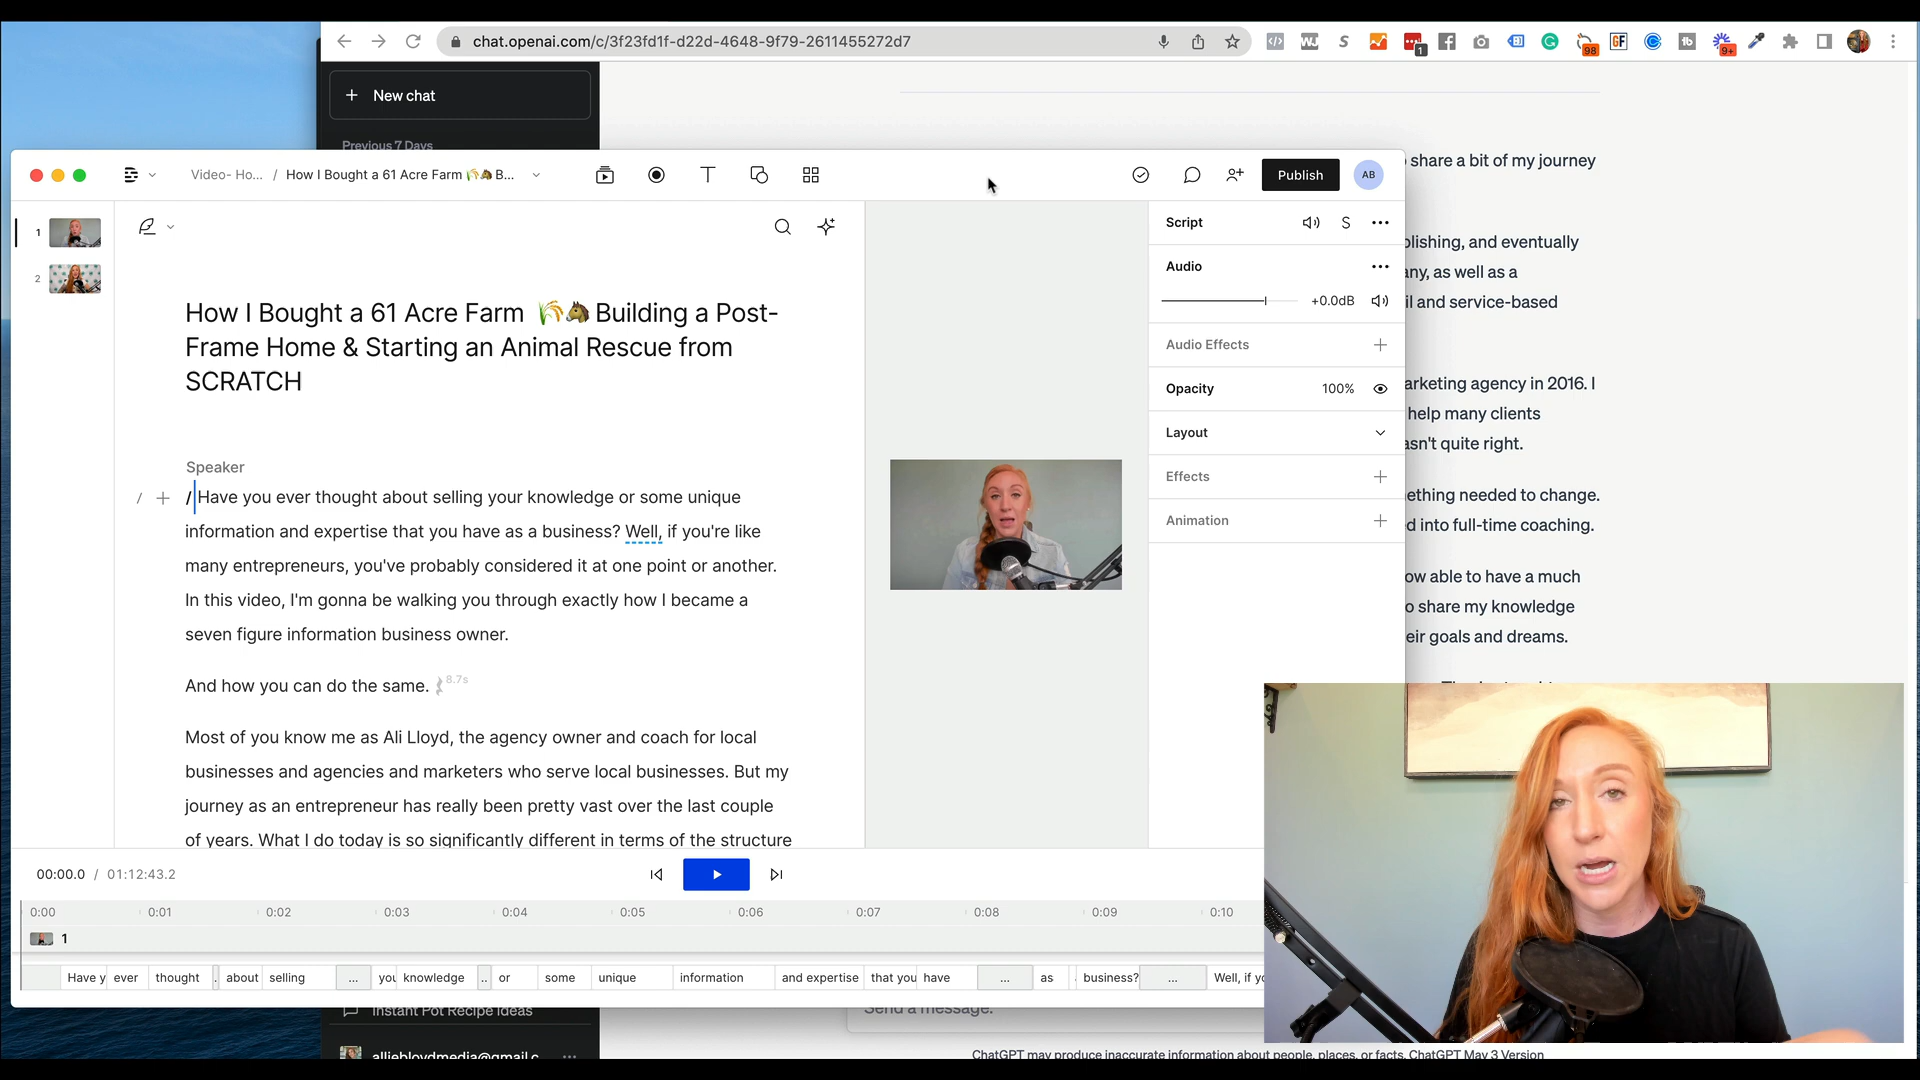 chat.openai.com/c/3f23fd1f-d22d-4648-9f79-2611455272d7
1
98
GF
9+
New chat
Previous 7 Days
share a bit of my journey
Video- Ho... / How I Bought a 61 Acre Farm 🌾🐴 B...
Publish
AB
1
2
Script
S
Audio
+0.0dB
Audio Effects
Opacity
100%
Layout
Effects
Animation
How I Bought a 61 Acre Farm 🌾🐴 Building a Post-
Frame Home & Starting an Animal Rescue from
SCRATCH
Speaker
/ Have you ever thought about selling your knowledge or some unique
information and expertise that you have as a business? Well, if you're like
many entrepreneurs, you've probably considered it at one point or another.
In this video, I'm gonna be walking you through exactly how I became a
seven figure information business owner.
And how you can do the same. 8.7s
Most of you know me as Ali Lloyd, the agency owner and coach for local
businesses and agencies and marketers who serve local businesses. But my
journey as an entrepreneur has really been pretty vast over the last couple
of years. What I do today is so significantly different in terms of the structure
blishing, and eventually
any, as well as a
il and service-based
arketing agency in 2016. I
help many clients
asn't quite right.
ething needed to change.
d into full-time coaching.
ow able to have a much
o share my knowledge
eir goals and dreams.
00:00.0 / 01:12:43.2
0:00 0:01 0:02 0:03 0:04 0:05 0:06 0:07 0:08 0:09 0:10
1
Have y ever thought . about selling ... you knowledge .. or some unique information and expertise that you have ... as . business? ... Well, if yo
Instant Pot Recipe Ideas
Send a message.
alliebloydmedia@gmail.c ...
ChatGPT may produce inaccurate information about people, places, or facts. ChatGPT May 3 Version